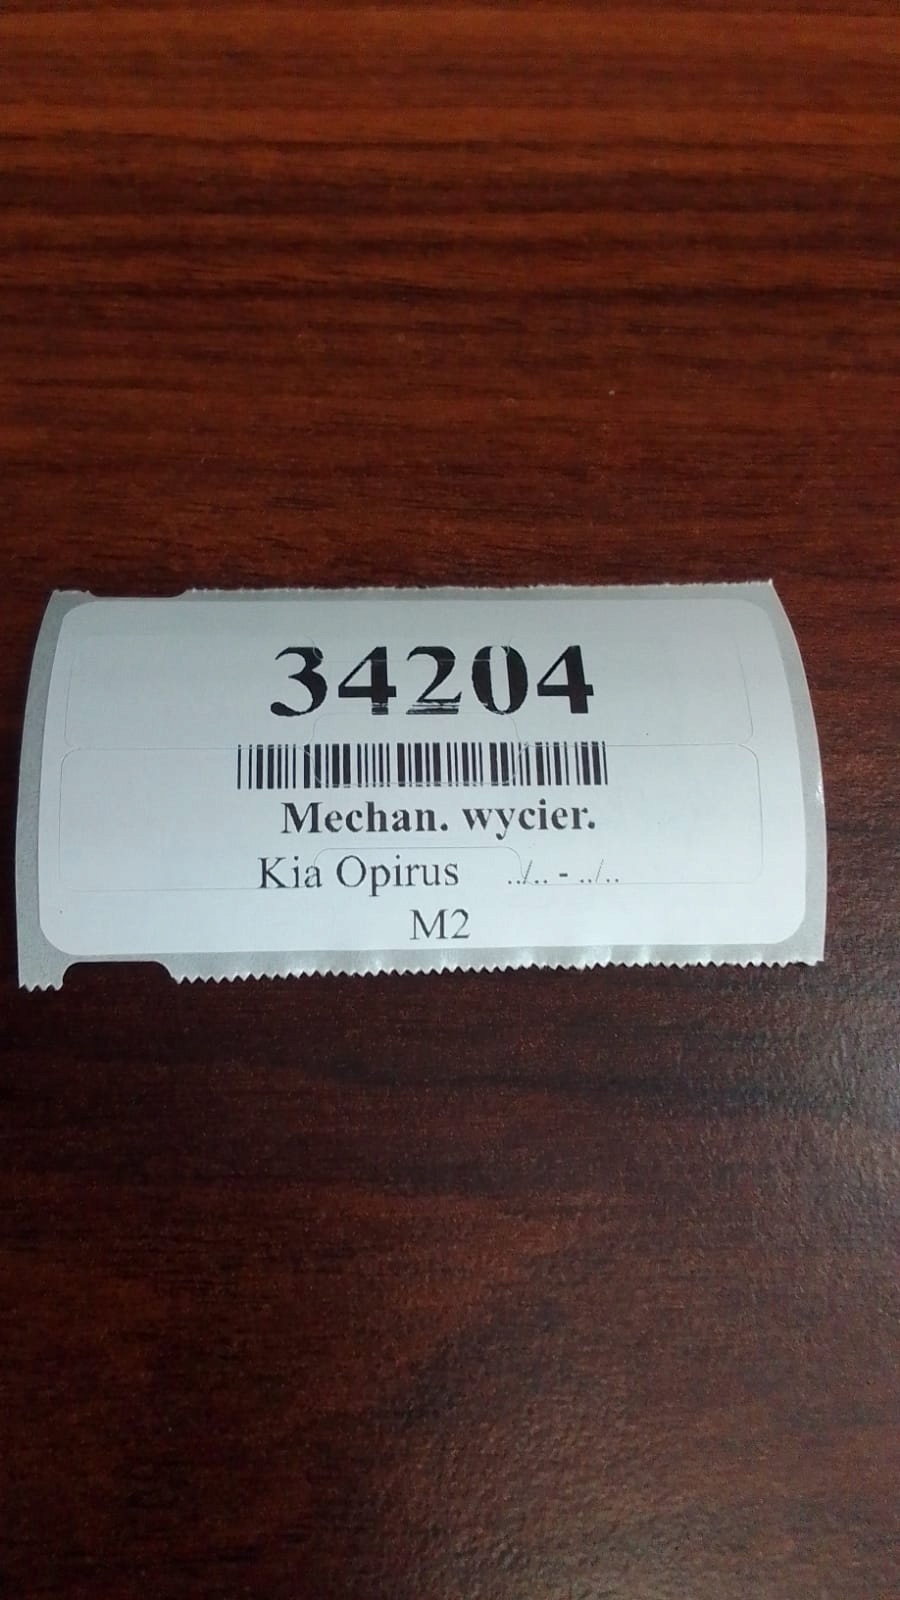 34204
Mechan. wycier.
Kia Opirus ../.. - ../..
M2